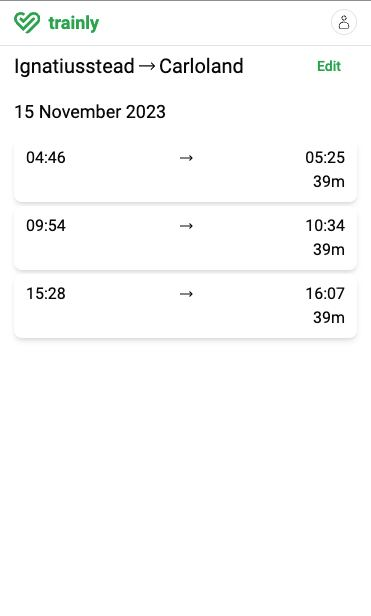 trainly
Ignatiusstead → Carloland Edit
15 November 2023
04:46 → 05:25
39m
09:54 → 10:34
39m
15:28 → 16:07
39m